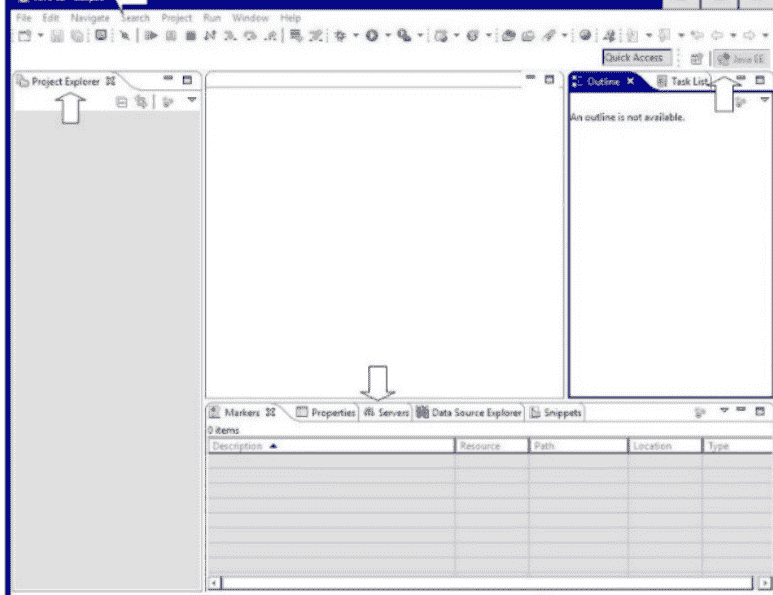 File Edit Navigate Search Project Run Window Help
Quick Access Java EE
Project Explorer
Outline Task List
An outline is not available.
Markers Properties Servers Data Source Explorer Snippets
0 items
Description Resource Path Location Type